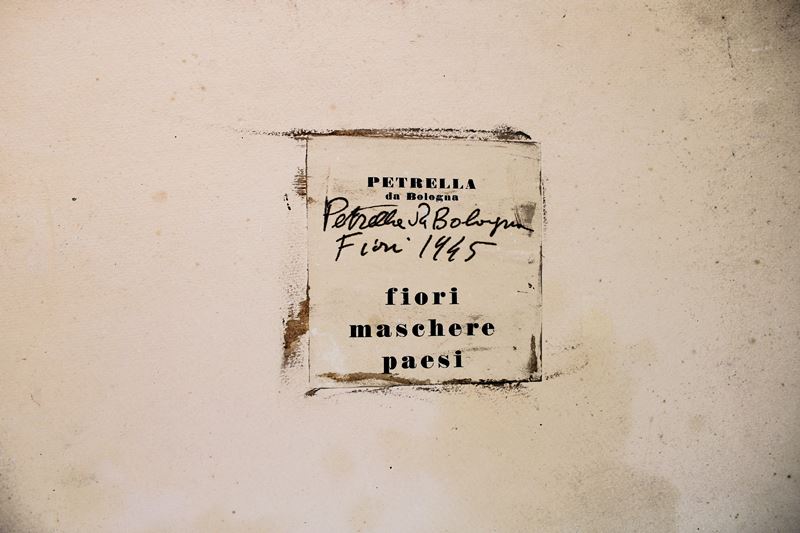 PETRELLA
da Bologna
Petrella da Bologna
Fiori 1945
fiori
maschere
paesi